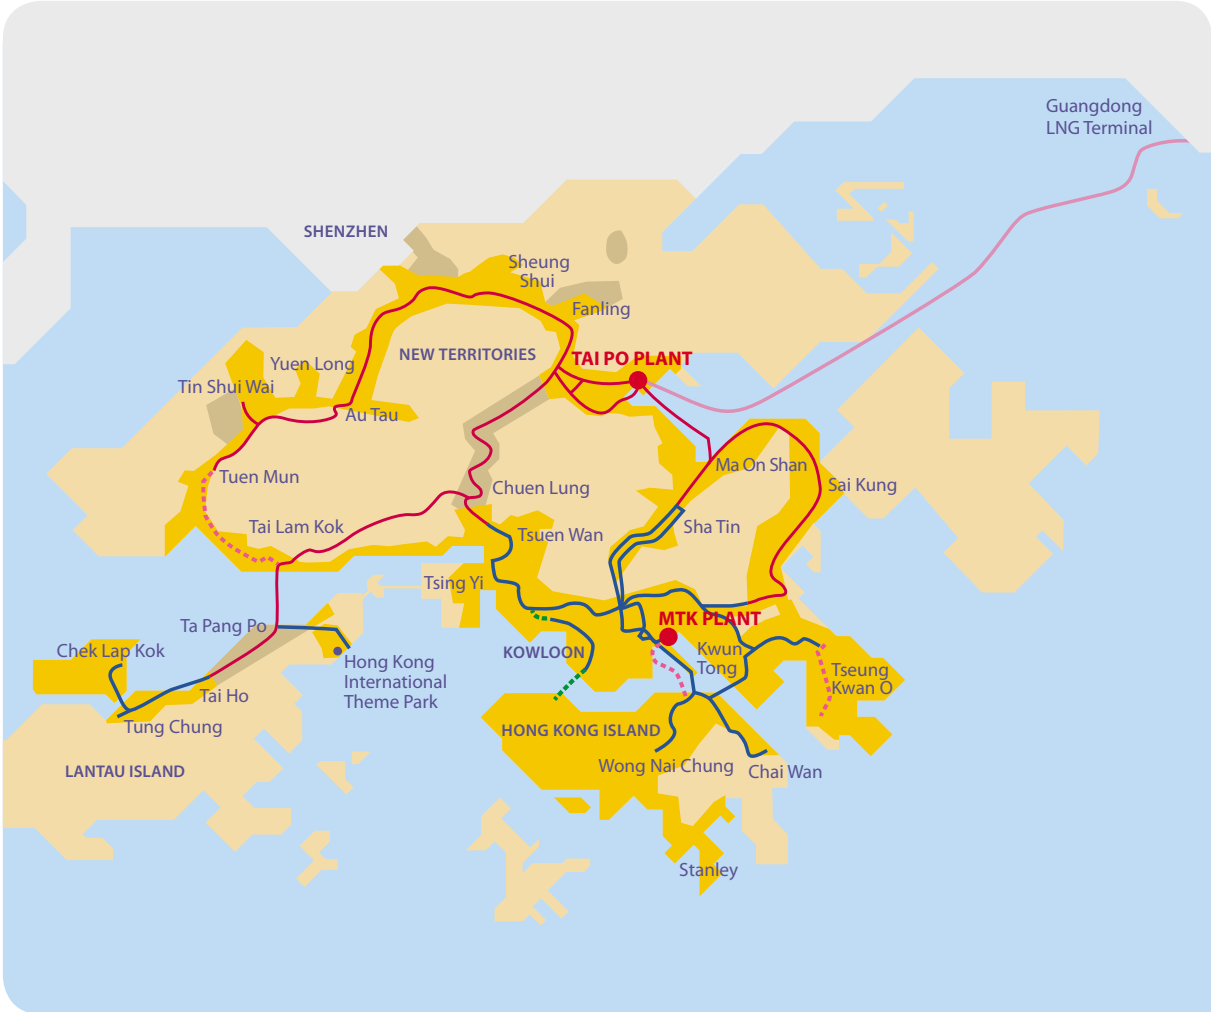 Guangdong
LNG Terminal
SHENZHEN
Sheung
Shui
Fanling
NEW TERRITORIES
TAI PO PLANT
Yuen Long
Tin Shui Wai
Au Tau
Ma On Shan
Tuen Mun
Chuen Lung
Sai Kung
Tai Lam Kok
Tsuen Wan
Sha Tin
Tsing Yi
Ta Pang Po
MTK PLANT
Chek Lap Kok
KOWLOON
Kwun
Tong
Hong Kong
International
Theme Park
Tseung
Kwan O
Tai Ho
Tung Chung
HONG KONG ISLAND
LANTAU ISLAND
Wong Nai Chung
Chai Wan
Stanley